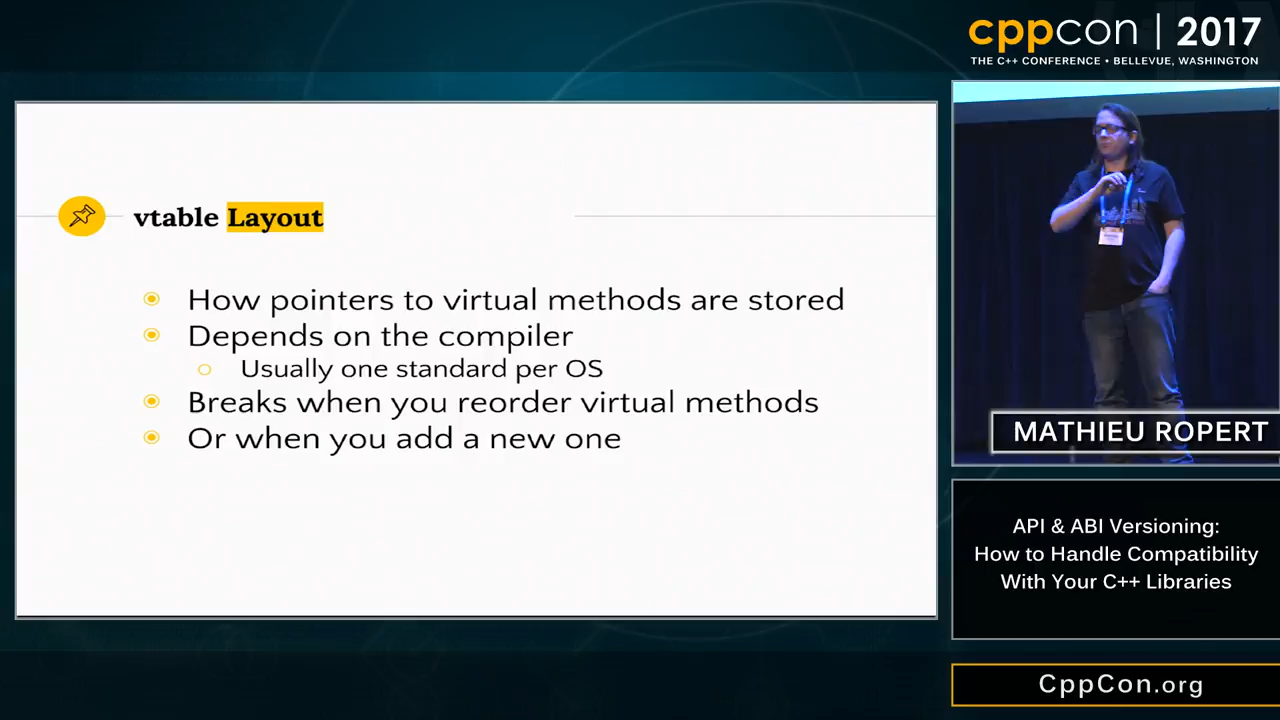 cppcon | 2017
THE C++ CONFERENCE • BELLEVUE, WASHINGTON
vtable Layout
How pointers to virtual methods are stored
Depends on the compiler
Usually one standard per OS
Breaks when you reorder virtual methods
Or when you add a new one
MATHIEU ROPERT
API & ABI Versioning:
How to Handle Compatibility
With Your C++ Libraries
CppCon.org